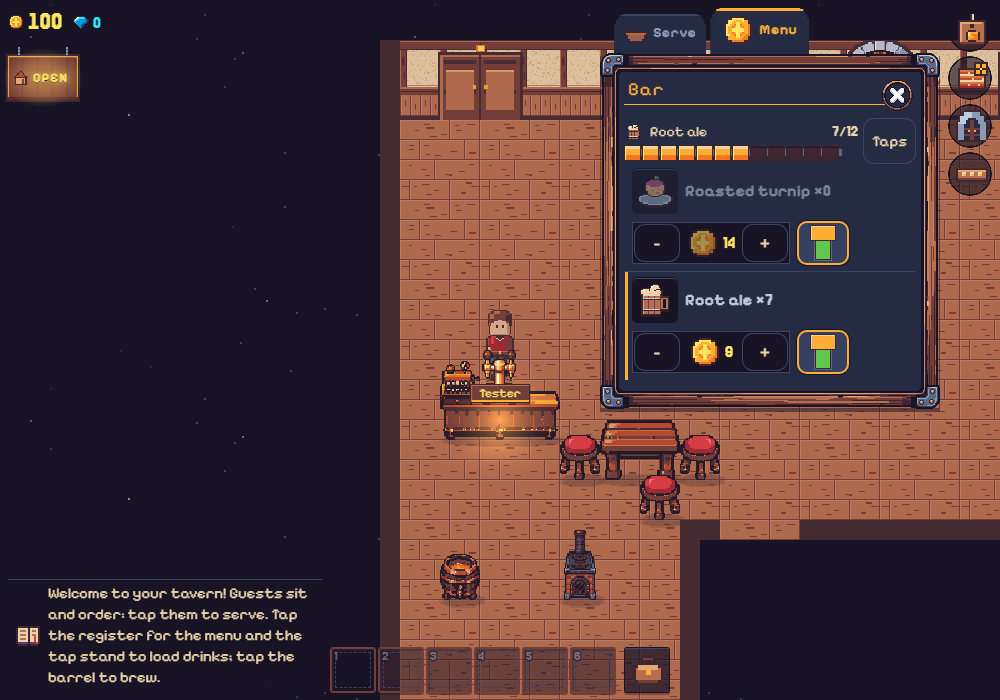 100 0
OPEN
Serve
Menu
Bar
Root ale 7/12
Taps
Roasted turnip ×0
- 14 +
Root ale ×7
- 9 +
Tester
Welcome to your tavern! Guests sit
and order: tap them to serve. Tap
the register for the menu and the
tap stand to load drinks; tap the
barrel to brew.
1 2 3 4 5 6